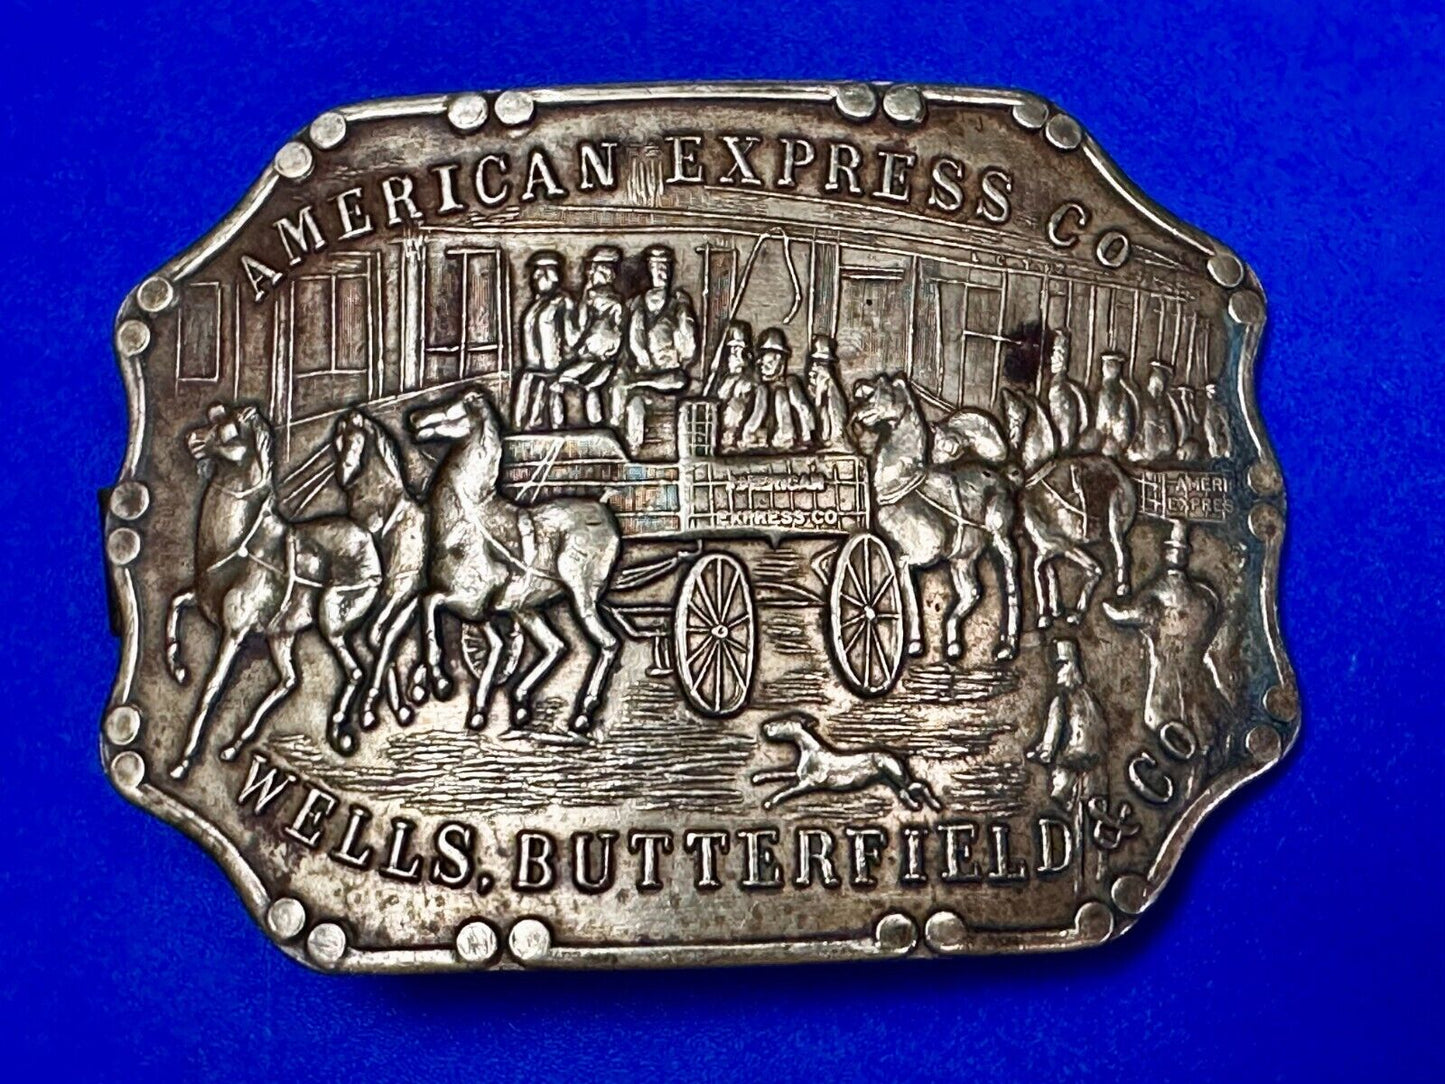 AMERICAN EXPRESS CO
AMERICAN
EXPRESS.CO
AMERI
EXPRES
WELLS, BUTTERFIELD & CO